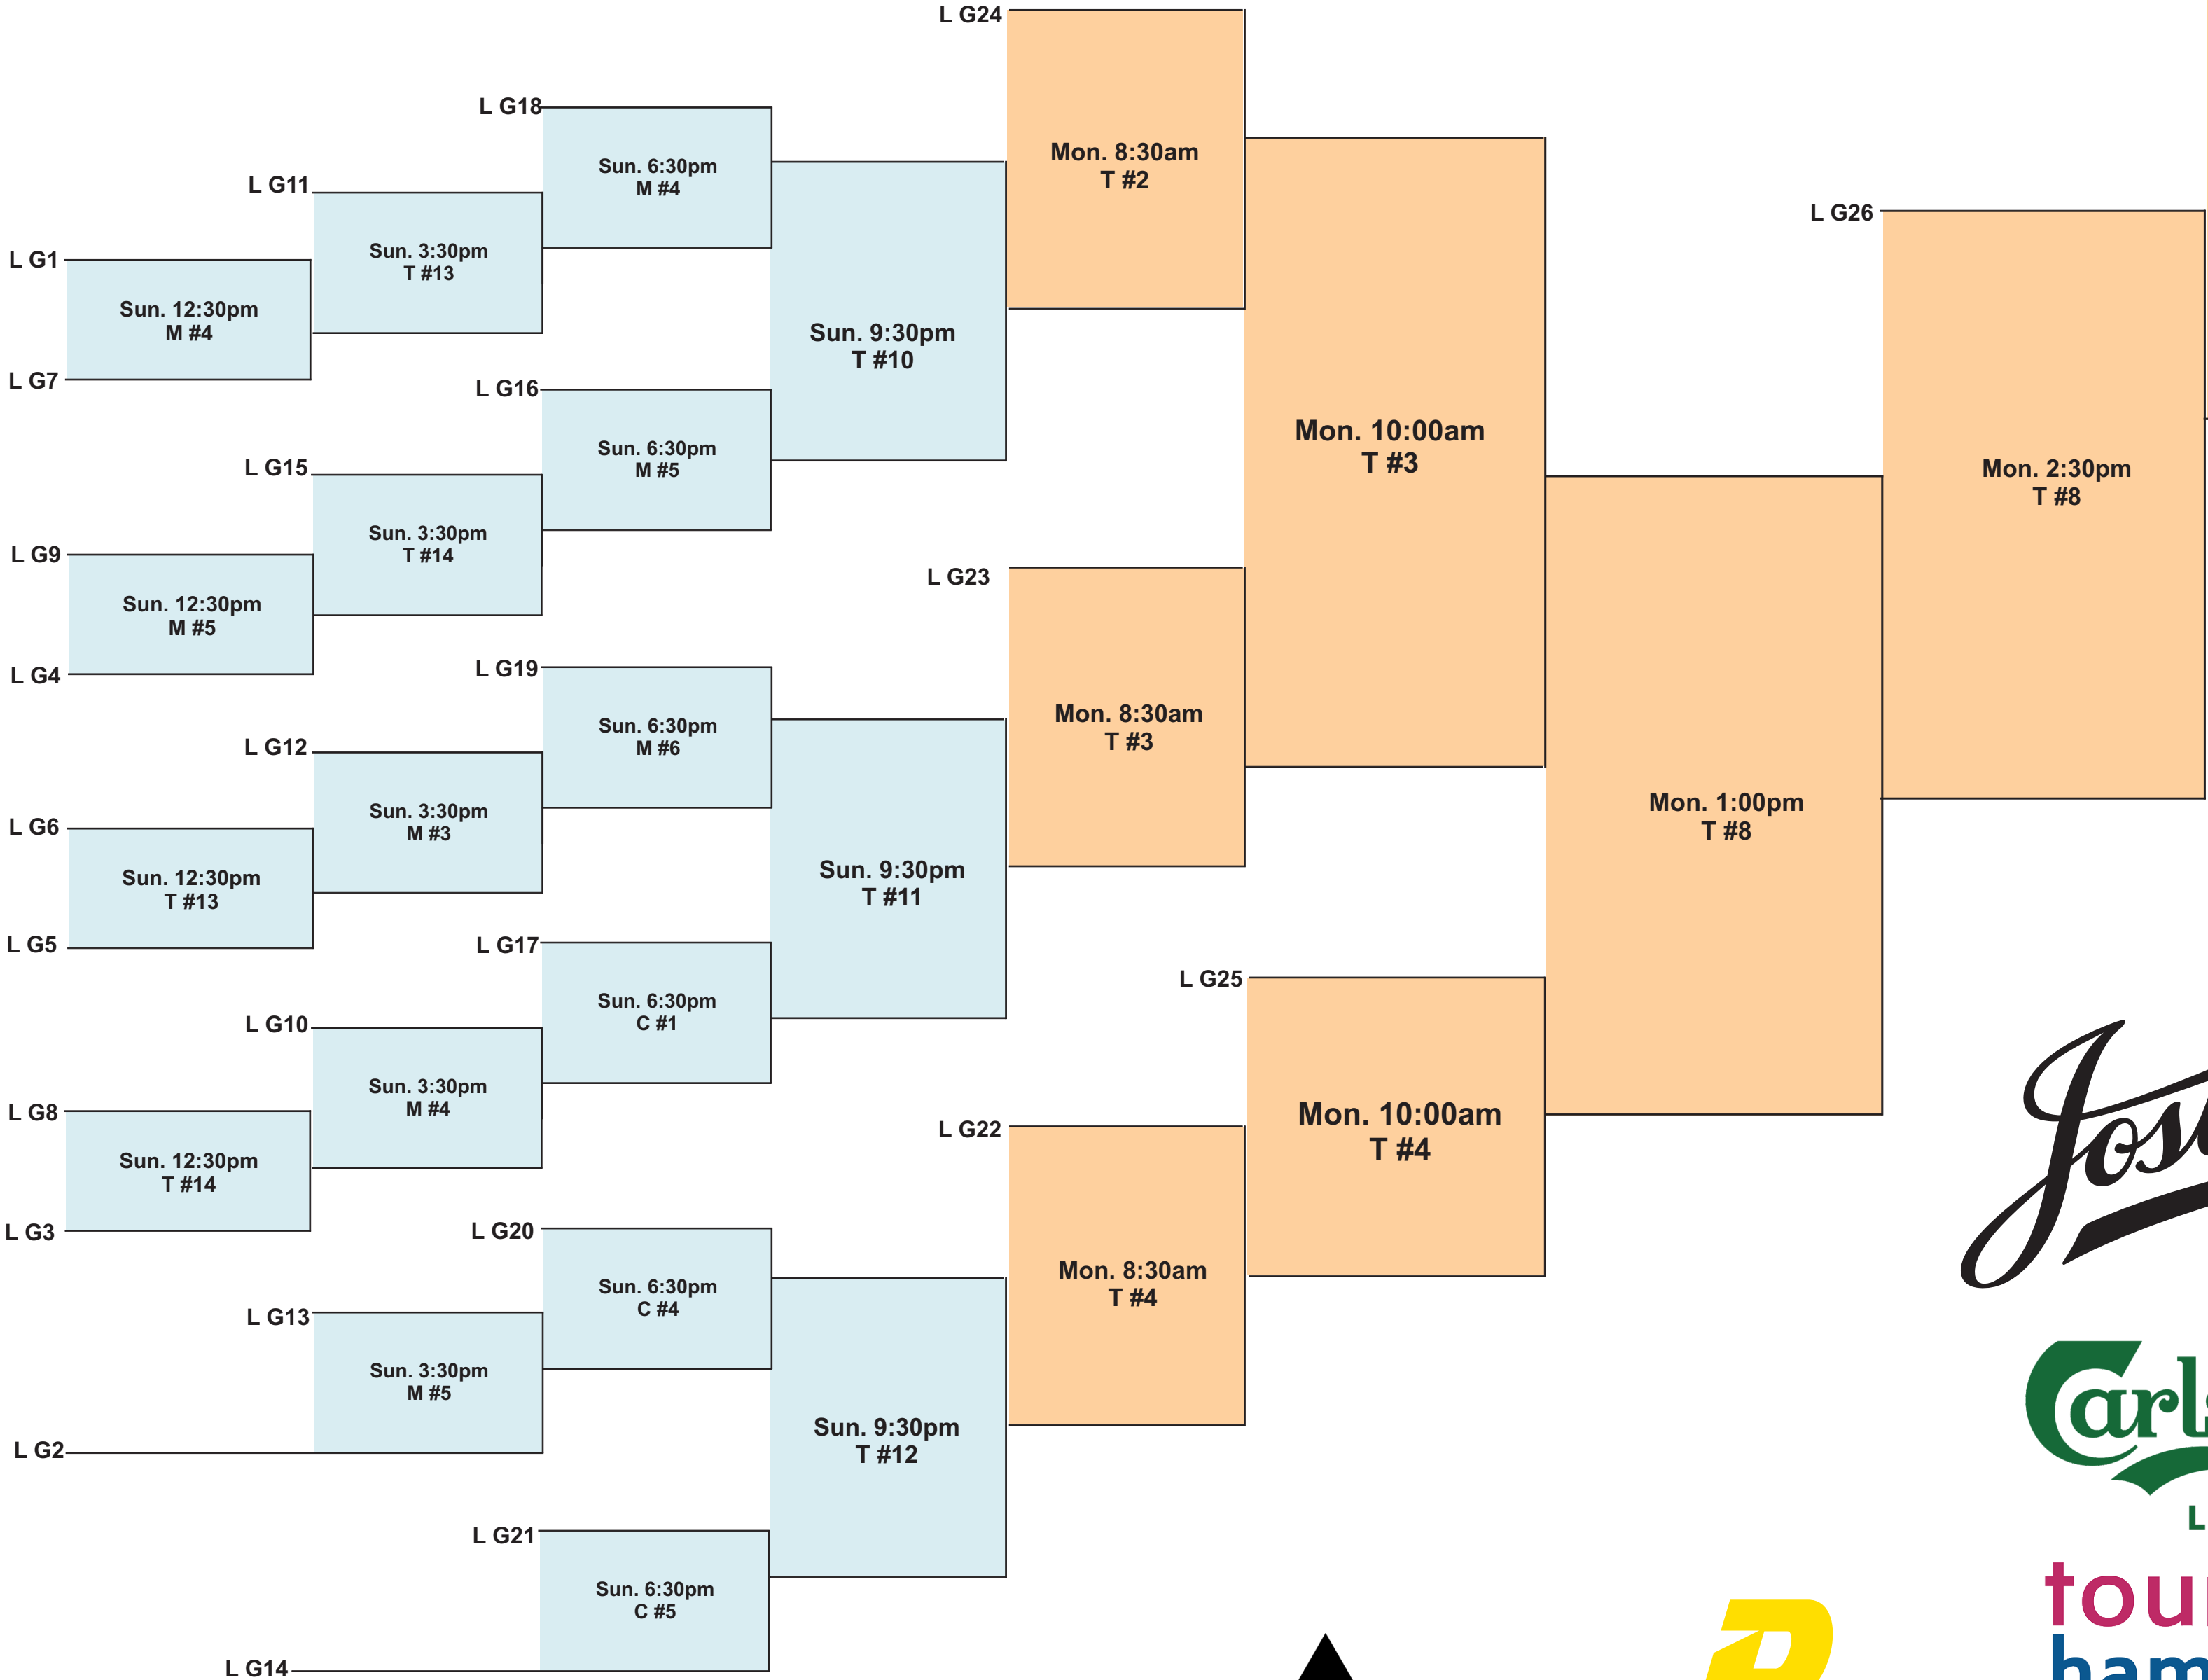 L G24
Mon. 8:30am
T #2
L G18
Sun. 6:30pm
M #4
L G11
Sun. 3:30pm
T #13
L G1
Sun. 12:30pm
M #4
L G7
Sun. 9:30pm
T #10
L G16
Sun. 6:30pm
M #5
L G15
Sun. 3:30pm
T #14
L G9
Sun. 12:30pm
M #5
L G4
Mon. 10:00am
T #3
L G26
Mon. 2:30pm
T #8
L G23
Mon. 8:30am
T #3
L G19
Sun. 6:30pm
M #6
L G12
Sun. 3:30pm
M #3
L G6
Sun. 12:30pm
T #13
L G5
Sun. 9:30pm
T #11
Mon. 1:00pm
T #8
L G17
Sun. 6:30pm
C #1
L G10
Sun. 3:30pm
M #4
L G8
Sun. 12:30pm
T #14
L G3
L G25
Mon. 10:00am
T #4
L G22
Mon. 8:30am
T #4
L G20
Sun. 6:30pm
C #4
L G13
Sun. 3:30pm
M #5
L G2
Sun. 9:30pm
T #12
L G21
Sun. 6:30pm
C #5
L G14